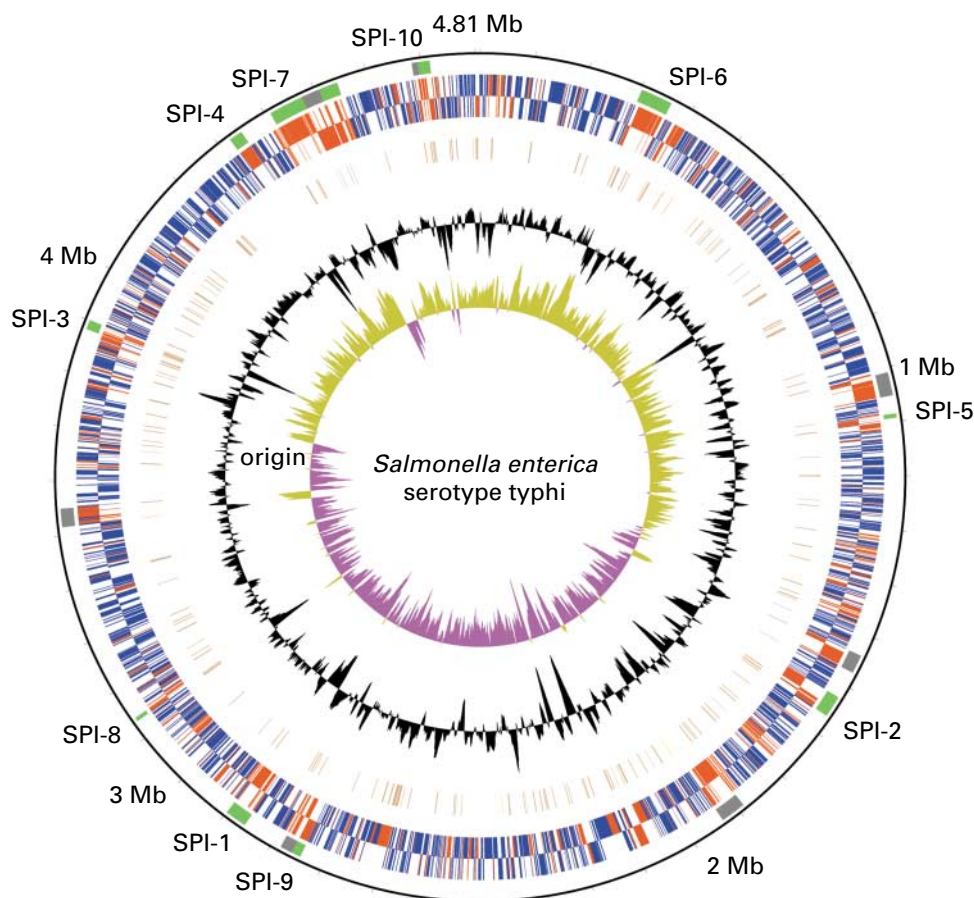 4.81 Mb
SPI-10
SPI-7
SPI-6
SPI-4
4 Mb
SPI-3
1 Mb
SPI-5
origin
Salmonella enterica
serotype typhi
SPI-2
SPI-8
3 Mb
SPI-1
2 Mb
SPI-9